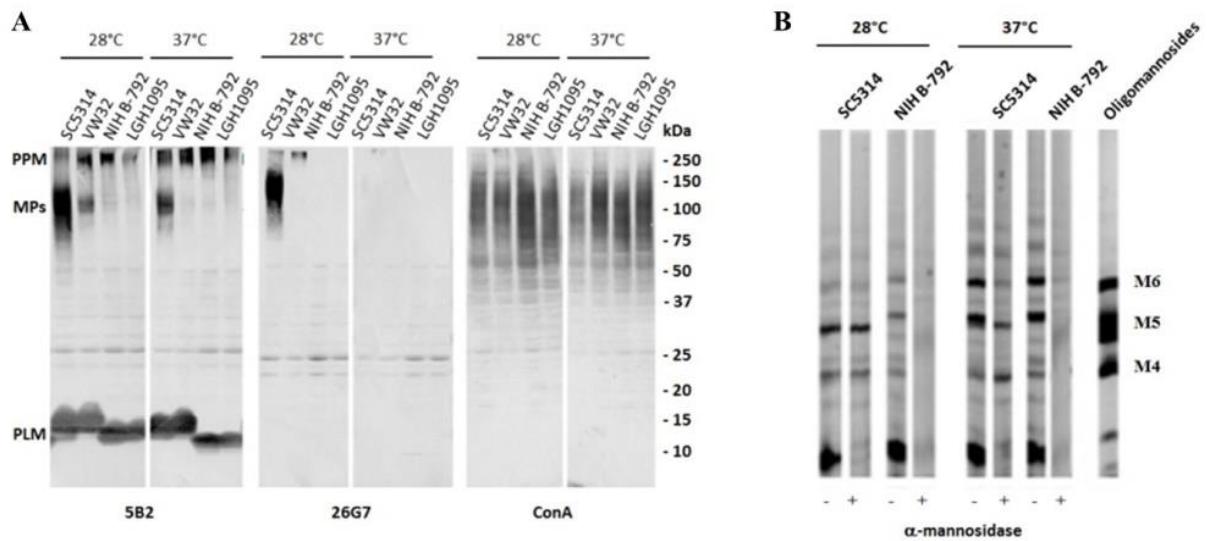 A
28°C 37°C 28°C 37°C 28°C 37°C
SC5314 VW32 NIH B-792 LGH1095 SC5314 VW32 NIH B-792 LGH1095 SC5314 VW32 NIH B-792 LGH1095 SC5314 VW32 NIH B-792 LGH1095 SC5314 VW32 NIH B-792 LGH1095 SC5314 VW32 NIH B-792 LGH1095
kDa
PPM
- 250
- 150
MPs
- 100
- 75
- 50
- 37
- 25
- 20
- 15
PLM
- 10
5B2 26G7 ConA
B
28°C 37°C
SC5314 NIH B-792 SC5314 NIH B-792 Oligomannosides
M6
M5
M4
- + - + - + - +
α-mannosidase